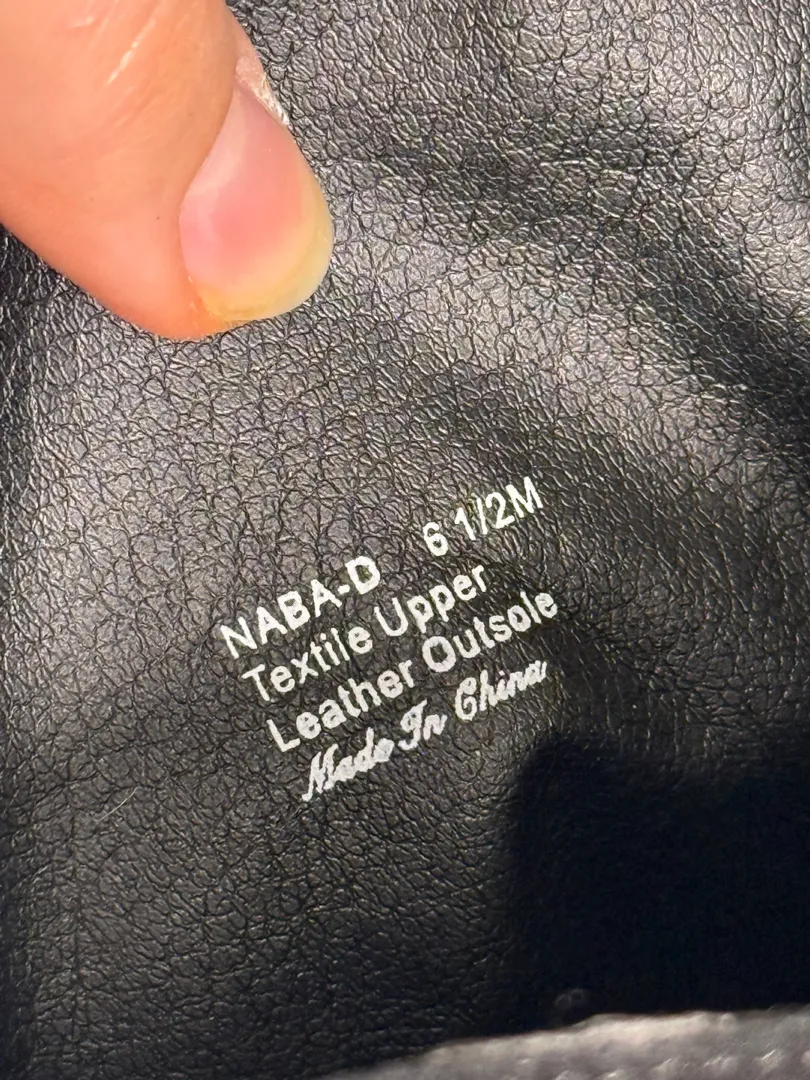 NABA-D 6 1/2M
Textile Upper
Leather Outsole
Made In China